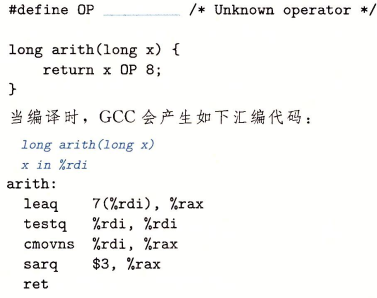 #define OP __________ /* Unknown operator */
long arith(long x) {
    return x OP 8;
}
当编译时，GCC 会产生如下汇编代码：
long arith(long x)
x in %rdi
arith:
  leaq    7(%rdi), %rax
  testq   %rdi, %rdi
  cmovns  %rdi, %rax
  sarq    $3, %rax
  ret